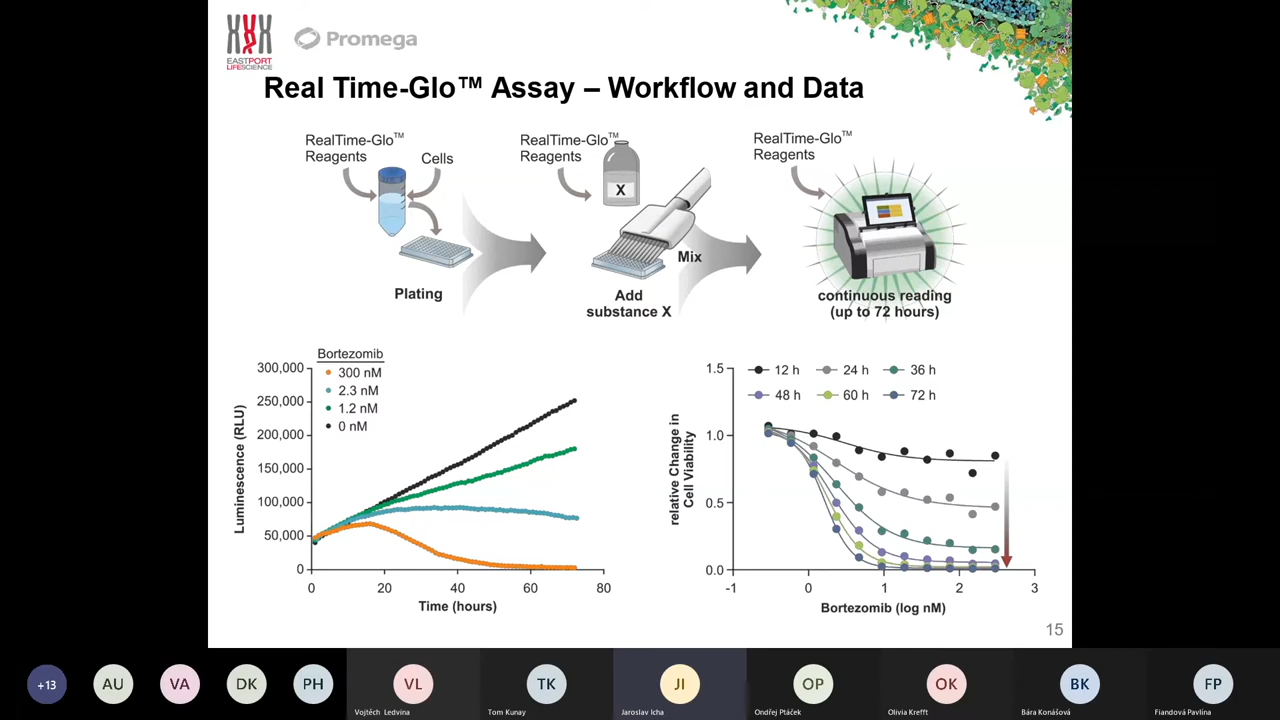 EASTPORT
LIFESCIENCE
Promega
Real Time-Glo™ Assay – Workflow and Data
RealTime-Glo™
Reagents
Cells
Plating
RealTime-Glo™
Reagents
X
Mix
Add
substance X
RealTime-Glo™
Reagents
continuous reading
(up to 72 hours)
Bortezomib
300 nM
2.3 nM
1.2 nM
0 nM
300,000
250,000
200,000
150,000
100,000
50,000
0
Luminescence (RLU)
0 20 40 60 80
Time (hours)
12 h 24 h 36 h
48 h 60 h 72 h
1.5
1.0
0.5
0.0
relative Change in
Cell Viability
-1 0 1 2 3
Bortezomib (log nM)
15
+13 AU VA DK PH VL TK JI OP OK BK FP
Vojtěch Ledvina Tom Kunay Jaroslav Icha Ondřej Ptáček Olivia Krefft Bára Konášová Fiandová Pavlína